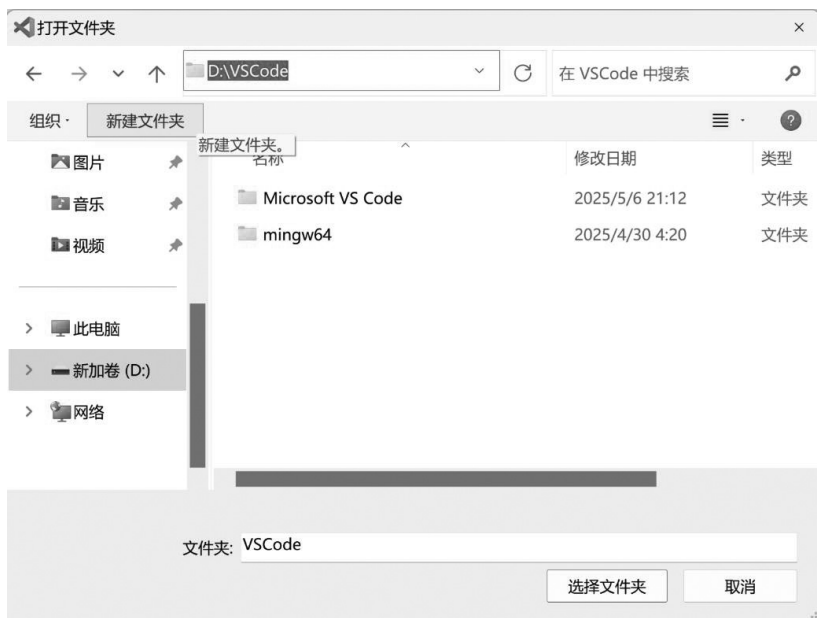 打开文件夹
D:\VSCode
在 VSCode 中搜索
组织
新建文件夹
新建文件夹。
名称
修改日期
类型
图片
音乐
视频
此电脑
新加卷 (D:)
网络
Microsoft VS Code
2025/5/6 21:12
文件夹
mingw64
2025/4/30 4:20
文件夹
文件夹: VSCode
选择文件夹
取消